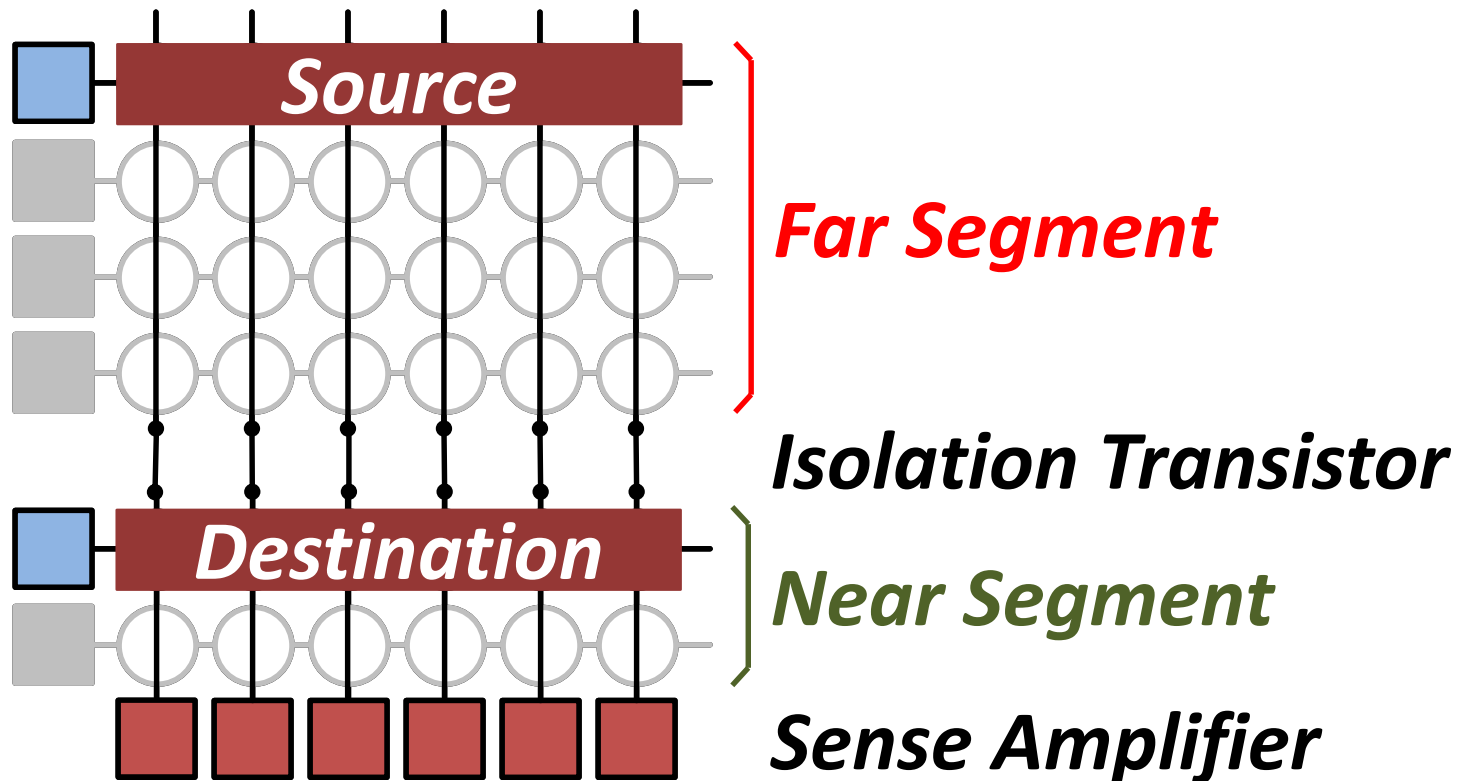 Source
Far Segment
Isolation Transistor
Destination
Near Segment
Sense Amplifier